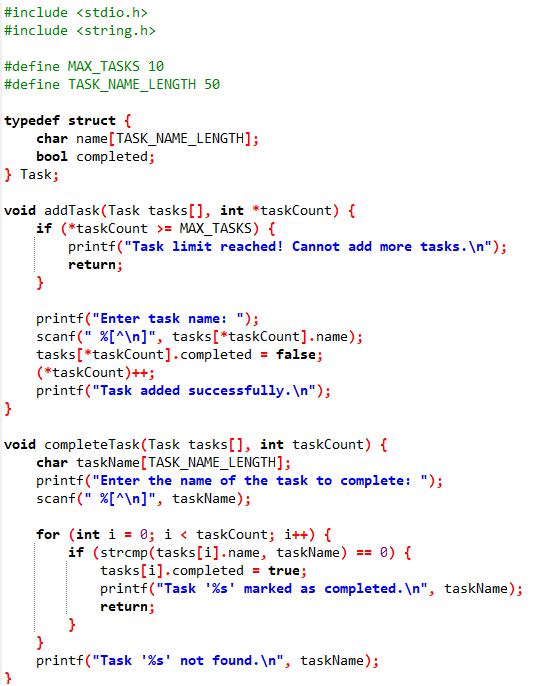 #include <stdio.h>
#include <string.h>

#define MAX_TASKS 10
#define TASK_NAME_LENGTH 50

typedef struct {
    char name[TASK_NAME_LENGTH];
    bool completed;
} Task;

void addTask(Task tasks[], int *taskCount) {
    if (*taskCount >= MAX_TASKS) {
        printf("Task limit reached! Cannot add more tasks.\n");
        return;
    }

    printf("Enter task name: ");
    scanf(" %[^\n]", tasks[*taskCount].name);
    tasks[*taskCount].completed = false;
    (*taskCount)++;
    printf("Task added successfully.\n");
}

void completeTask(Task tasks[], int taskCount) {
    char taskName[TASK_NAME_LENGTH];
    printf("Enter the name of the task to complete: ");
    scanf(" %[^\n]", taskName);

    for (int i = 0; i < taskCount; i++) {
        if (strcmp(tasks[i].name, taskName) == 0) {
            tasks[i].completed = true;
            printf("Task '%s' marked as completed.\n", taskName);
            return;
        }
    }
    printf("Task '%s' not found.\n", taskName);
}